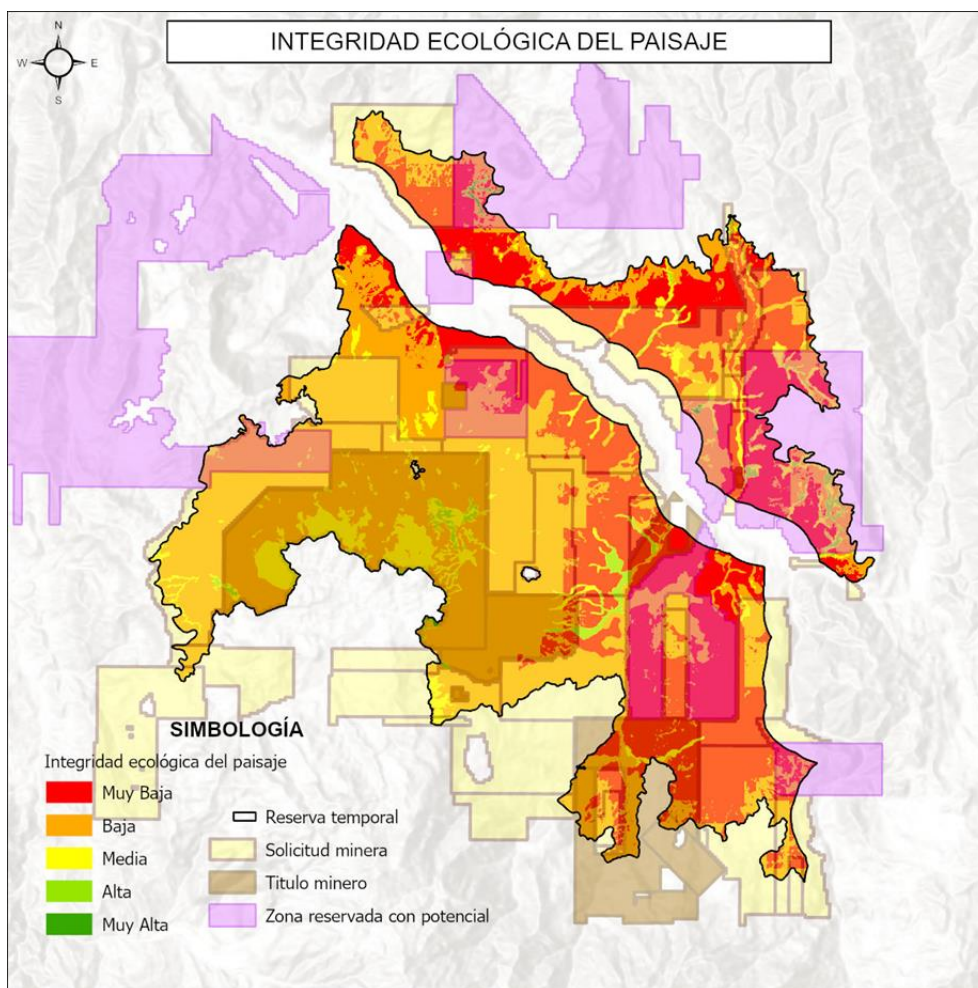 INTEGRIDAD ECOLÓGICA DEL PAISAJE
N
W E
S
SIMBOLOGÍA
Integridad ecológica del paisaje
Muy Baja
Baja
Media
Alta
Muy Alta
Reserva temporal
Solicitud minera
Titulo minero
Zona reservada con potencial